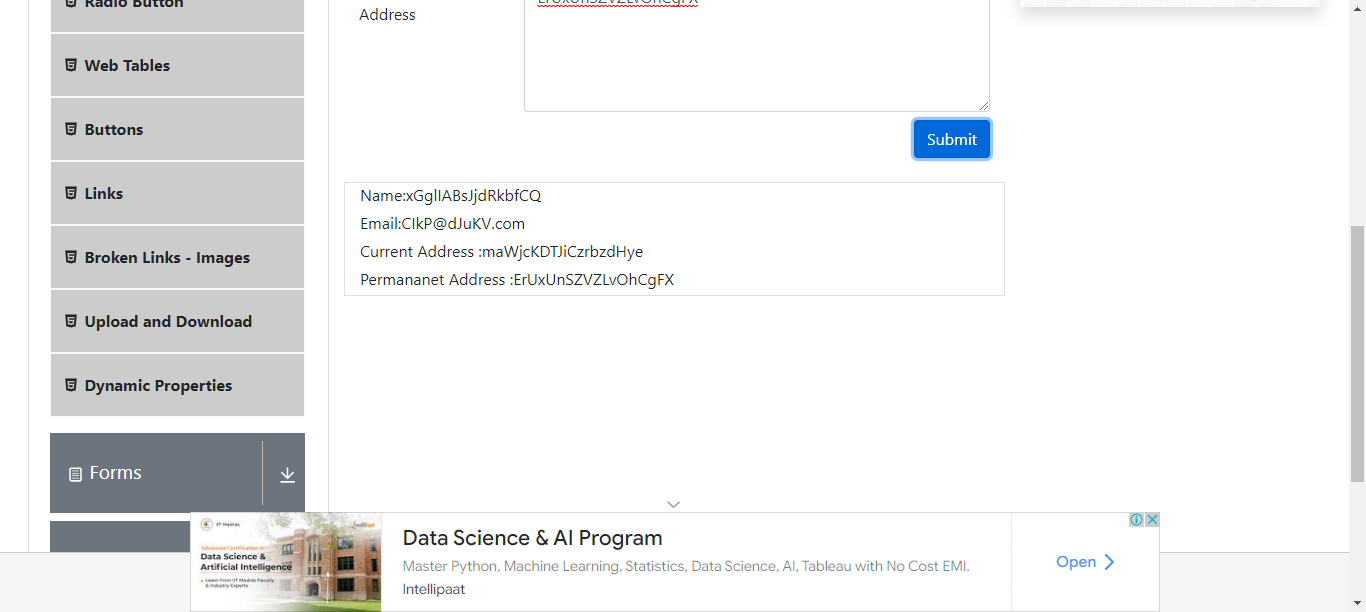 Radio Button
Web Tables
Buttons
Links
Broken Links - Images
Upload and Download
Dynamic Properties
Forms
Address
ErUxUnSZVZLvOhCgFX
Submit
Name:xGglIABsJjdRkbfCQ
Email:CIkP@dJuKV.com
Current Address :maWjcKDTJiCzrbzdHye
Permananet Address :ErUxUnSZVZLvOhCgFX
IIT Madras
Advanced Certification in
Data Science &
Artificial Intelligence
Learn from IIT Madras Faculty
& Industry Experts
Data Science & AI Program
Master Python, Machine Learning, Statistics, Data Science, AI, Tableau with No Cost EMI.
Intellipaat
Open